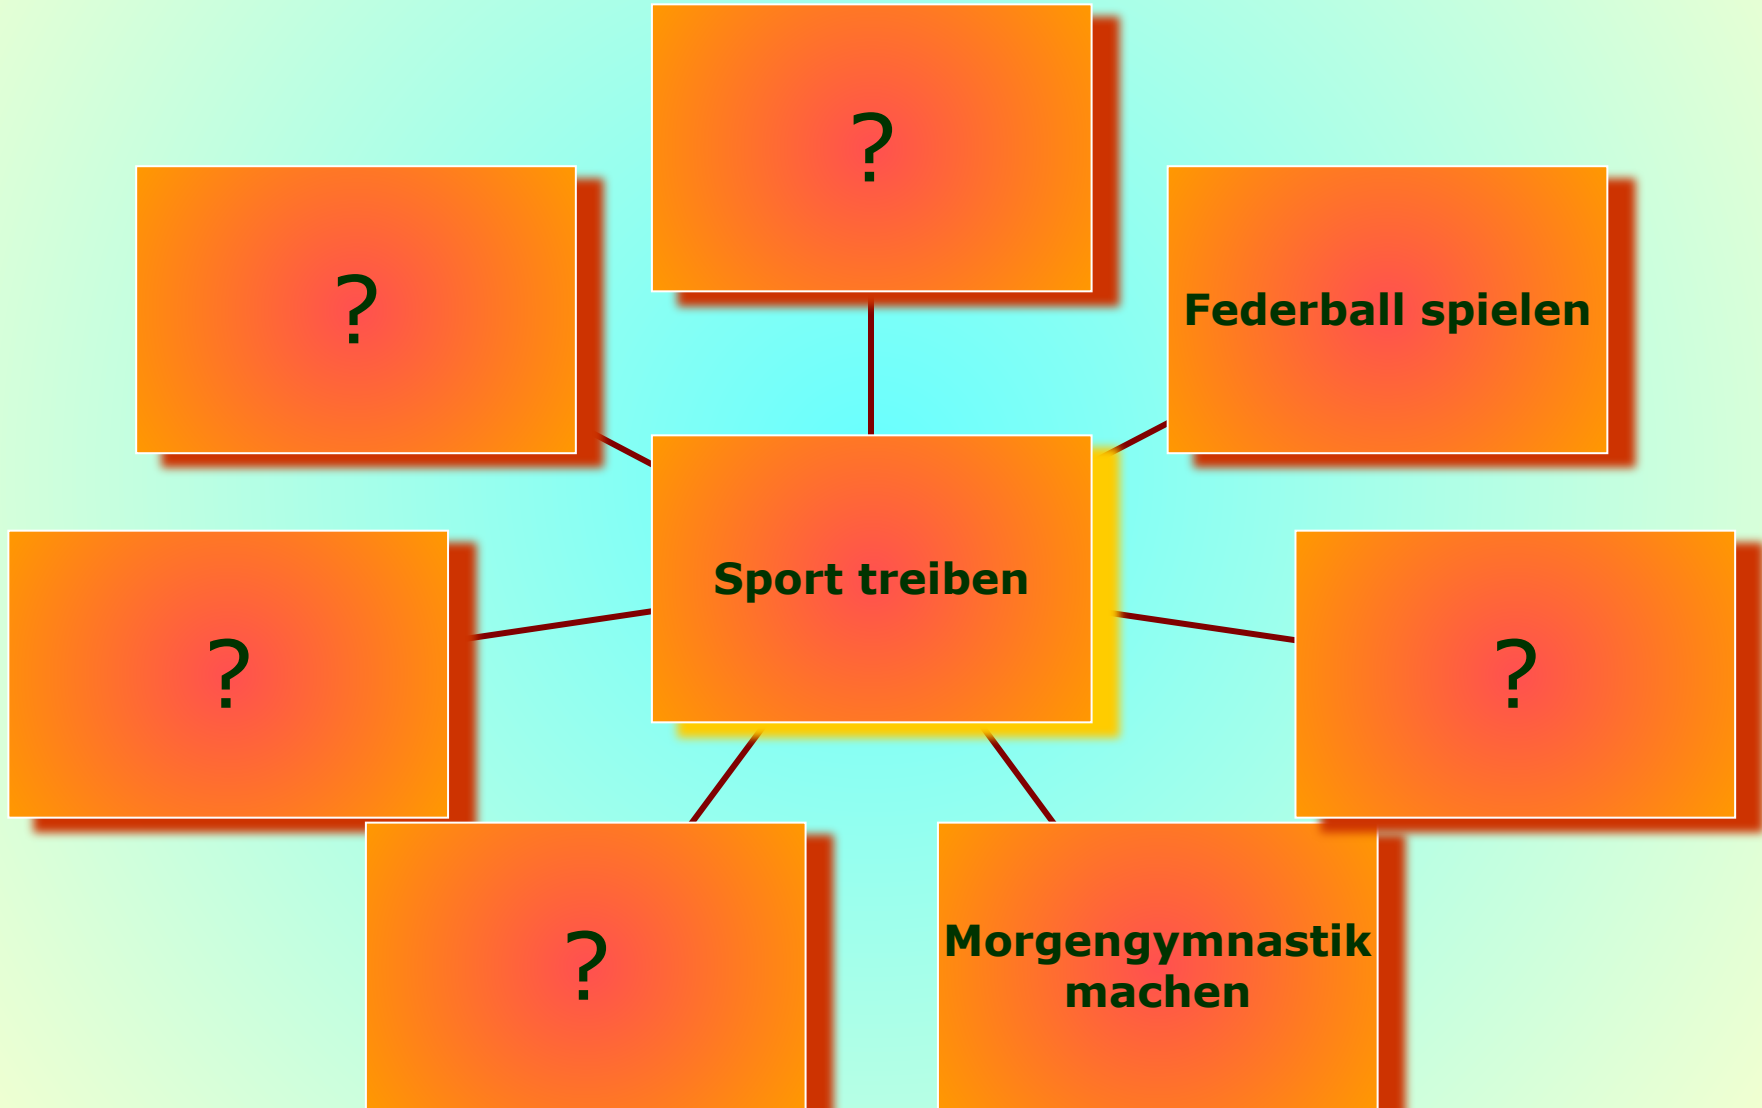 ?
?
Federball spielen
Sport treiben
?
?
?
Morgengymnastik
machen